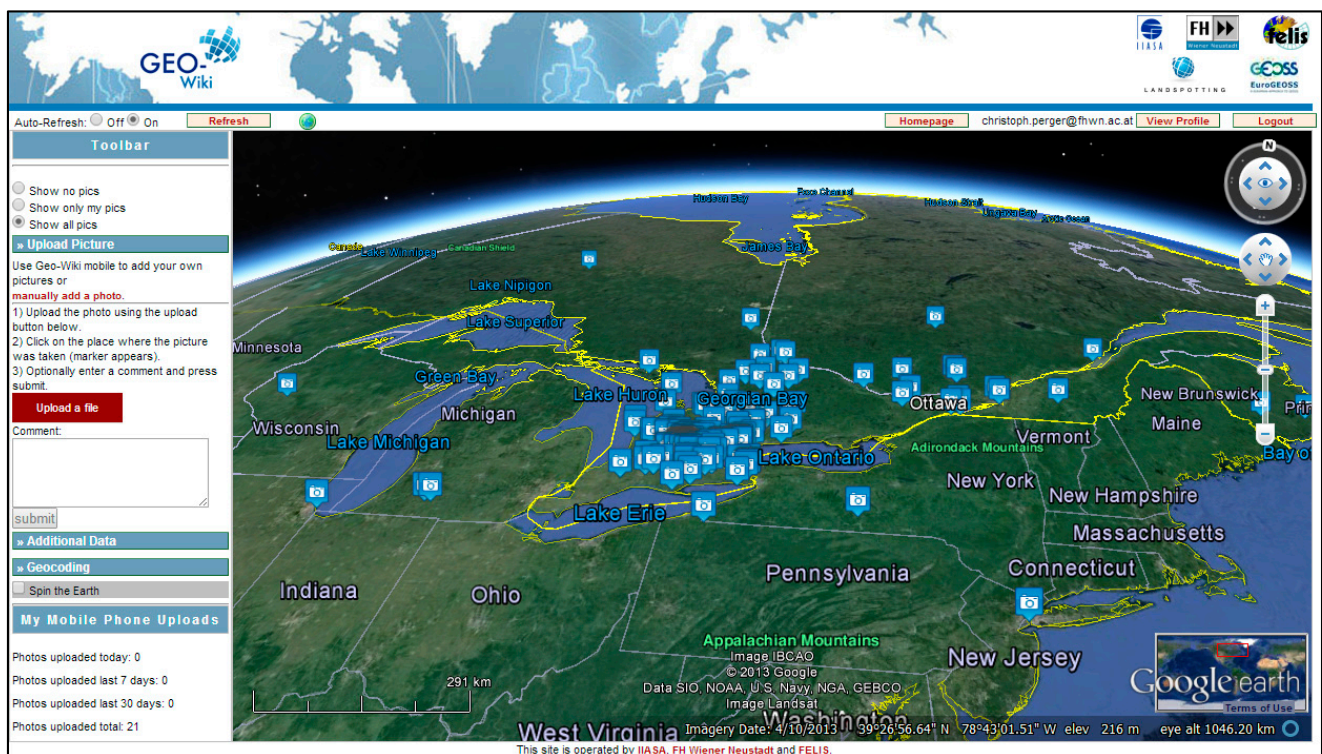 GEO-
Wiki
IIASA
FH
Wiener Neustadt
felis
LANDSPOTTING
GEOSS
EuroGEOSS
Auto-Refresh: Off On Refresh
Homepage christoph.perger@fhwn.ac.at View Profile Logout
Toolbar
Show no pics
Show only my pics
Show all pics
» Upload Picture
Use Geo-Wiki mobile to add your own
pictures or
manually add a photo.
1) Upload the photo using the upload
button below.
2) Click on the place where the picture
was taken (marker appears).
3) Optionally enter a comment and press
submit.
Upload a file
Comment:
submit
» Additional Data
» Geocoding
Spin the Earth
My Mobile Phone Uploads
Photos uploaded today: 0
Photos uploaded last 7 days: 0
Photos uploaded last 30 days: 0
Photos uploaded total: 21
N
Hudson Bay
Foxe Channel
Hudson Strait
Ungava Bay
James Bay
Canada
Lake Winnipeg
Canadian Shield
Lake Nipigon
Lake Superior
Minnesota
Green Bay
Lake Huron
Georgian Bay
Ottawa
New Brunswick
Michigan
Maine
Wisconsin
Lake Michigan
Vermont
Adirondack Mountains
Lake Ontario
New York
New Hampshire
Lake Erie
Massachusetts
Connecticut
Pennsylvania
Indiana
Ohio
Appalachian Mountains
New Jersey
Image IBCAO
© 2013 Google
Data SIO, NOAA, U.S. Navy, NGA, GEBCO
Image Landsat
291 km
West Virginia
Washington
Google earth
Terms of Use
Imagery Date: 4/10/2013 39°26'56.64" N 78°43'01.51" W elev 216 m eye alt 1046.20 km
This site is operated by IIASA, FH Wiener Neustadt and FELIS.